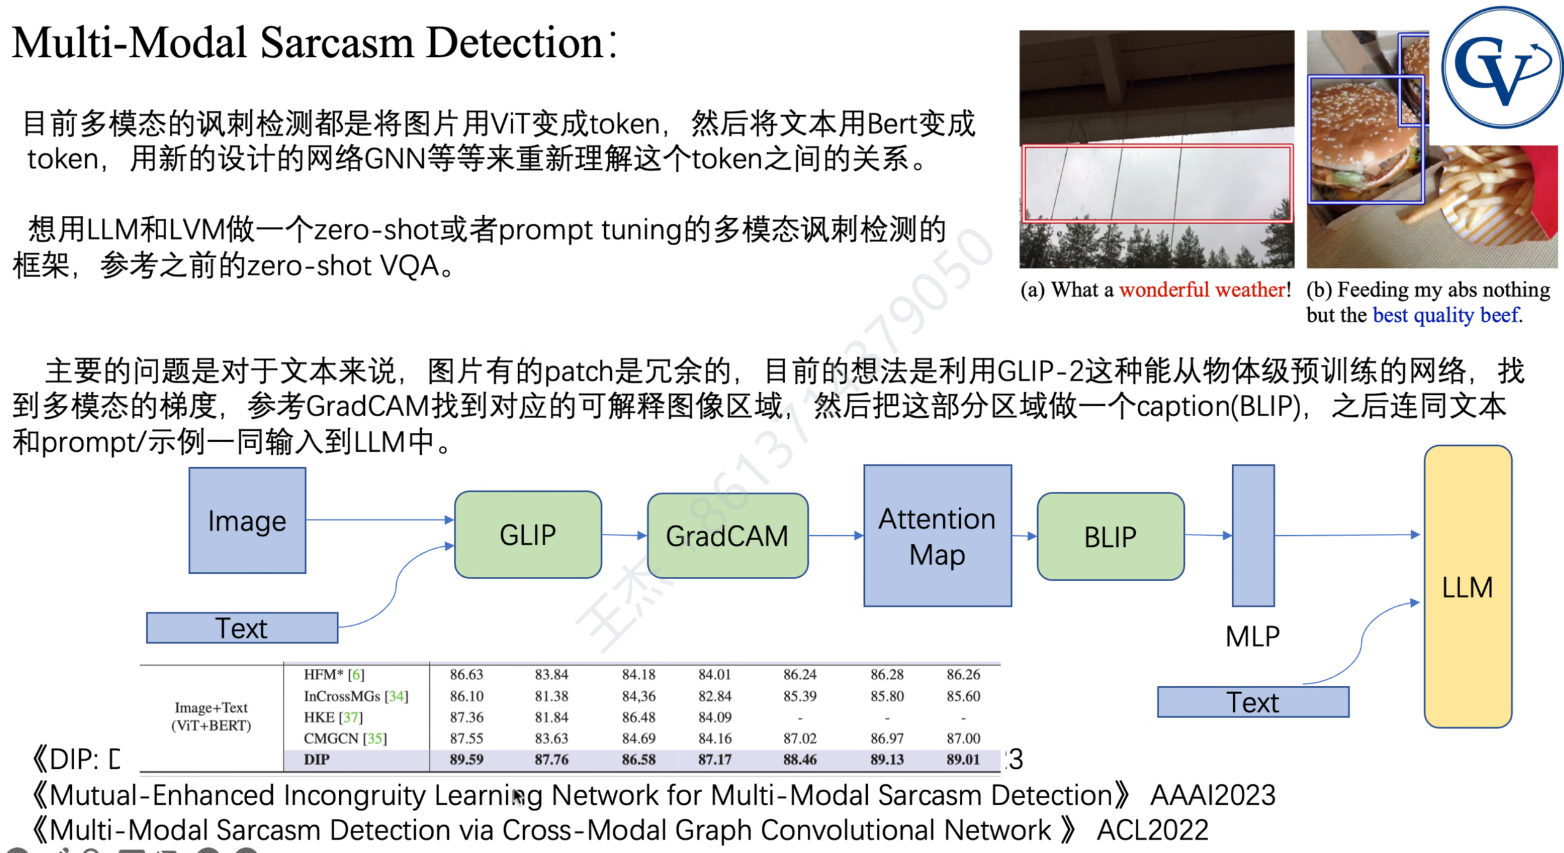 Multi-Modal Sarcasm Detection：
GV
目前多模态的讽刺检测都是将图片用ViT变成token，然后将文本用Bert变成
token，用新的设计的网络GNN等等来重新理解这个token之间的关系。
想用LLM和LVM做一个zero-shot或者prompt tuning的多模态讽刺检测的
框架，参考之前的zero-shot VQA。
(a) What a wonderful weather!
(b) Feeding my abs nothing
but the best quality beef.
主要的问题是对于文本来说，图片有的patch是冗余的，目前的想法是利用GLIP-2这种能从物体级预训练的网络，找
到多模态的梯度，参考GradCAM找到对应的可解释图像区域，然后把这部分区域做一个caption(BLIP)，之后连同文本
和prompt/示例一同输入到LLM中。
Image
Text
GLIP
GradCAM
Attention
Map
BLIP
MLP
Text
LLM
Image+Text
(ViT+BERT)
HFM* [6] 86.63 83.84 84.18 84.01 86.24 86.28 86.26
InCrossMGs [34] 86.10 81.38 84,36 82.84 85.39 85.80 85.60
HKE [37] 87.36 81.84 86.48 84.09 - - -
CMGCN [35] 87.55 83.63 84.69 84.16 87.02 86.97 87.00
DIP 89.59 87.76 86.58 87.17 88.46 89.13 89.01
《DIP:
《Mutual-Enhanced Incongruity Learning Network for Multi-Modal Sarcasm Detection》 AAAI2023
《Multi-Modal Sarcasm Detection via Cross-Modal Graph Convolutional Network 》 ACL2022
王杰 +8613714379050